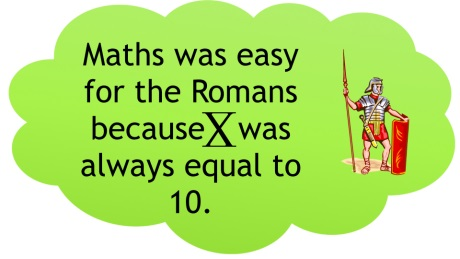 Maths was easy
for the Romans
because X was
always equal to
10.